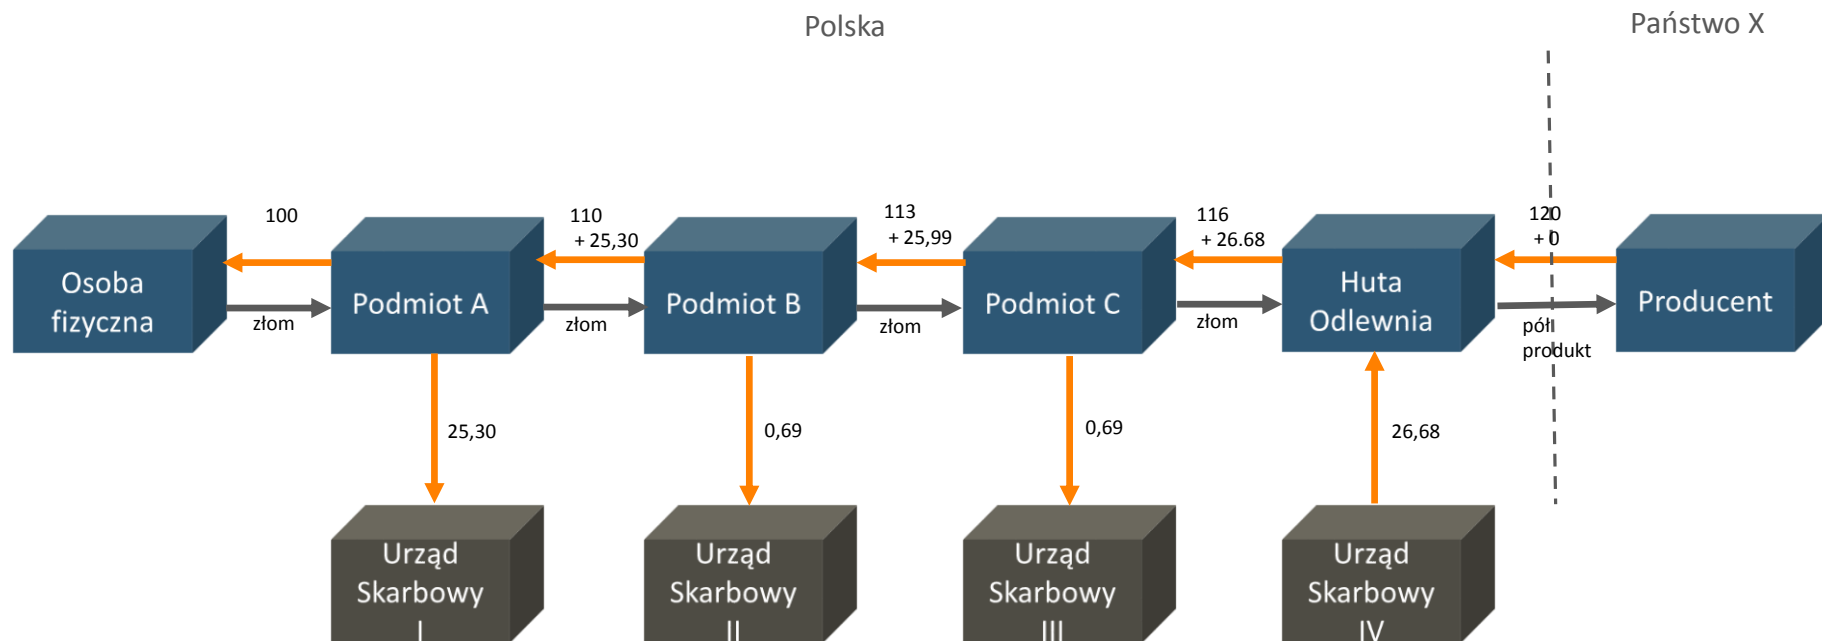 Polska
Państwo X
100
110
+ 25,30
113
+ 25,99
116
+ 26.68
120
+ 0
Osoba
fizyczna
Podmiot A
Podmiot B
Podmiot C
Huta
Odlewnia
Producent
złom
złom
złom
złom
pół
produkt
25,30
0,69
0,69
26,68
Urząd
Skarbowy
I
Urząd
Skarbowy
II
Urząd
Skarbowy
III
Urząd
Skarbowy
IV